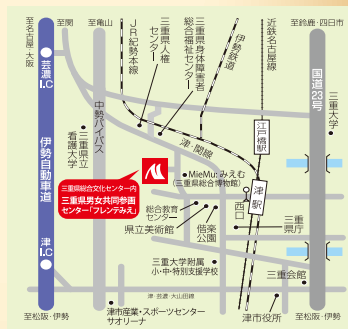 至名古屋・大阪
至関
至亀山
至鈴鹿・四日市
芸濃
I.C
伊勢自動車道
津
I.C
至松阪・伊勢
中勢バイパス
三重県立
看護大学
JR紀勢本線
三重県人権
センター
三重県身体障害者
総合福祉センター
伊勢鉄道
近鉄名古屋線
江戸橋駅
国道23号
三重大学
津・関線
三重県総合文化センター内
三重県男女共同参画
センター「フレンテみえ」
MieMu:みえむ
(三重県総合博物館)
総合教育
センター
県立美術館
偕楽
公園
西口
津駅
三重
県庁
三重大学附属
小・中・特別支援学校
三重会館
津・芸濃・大山田線
津市産業・スポーツセンター
サオリーナ
津市役所
至松阪・伊勢